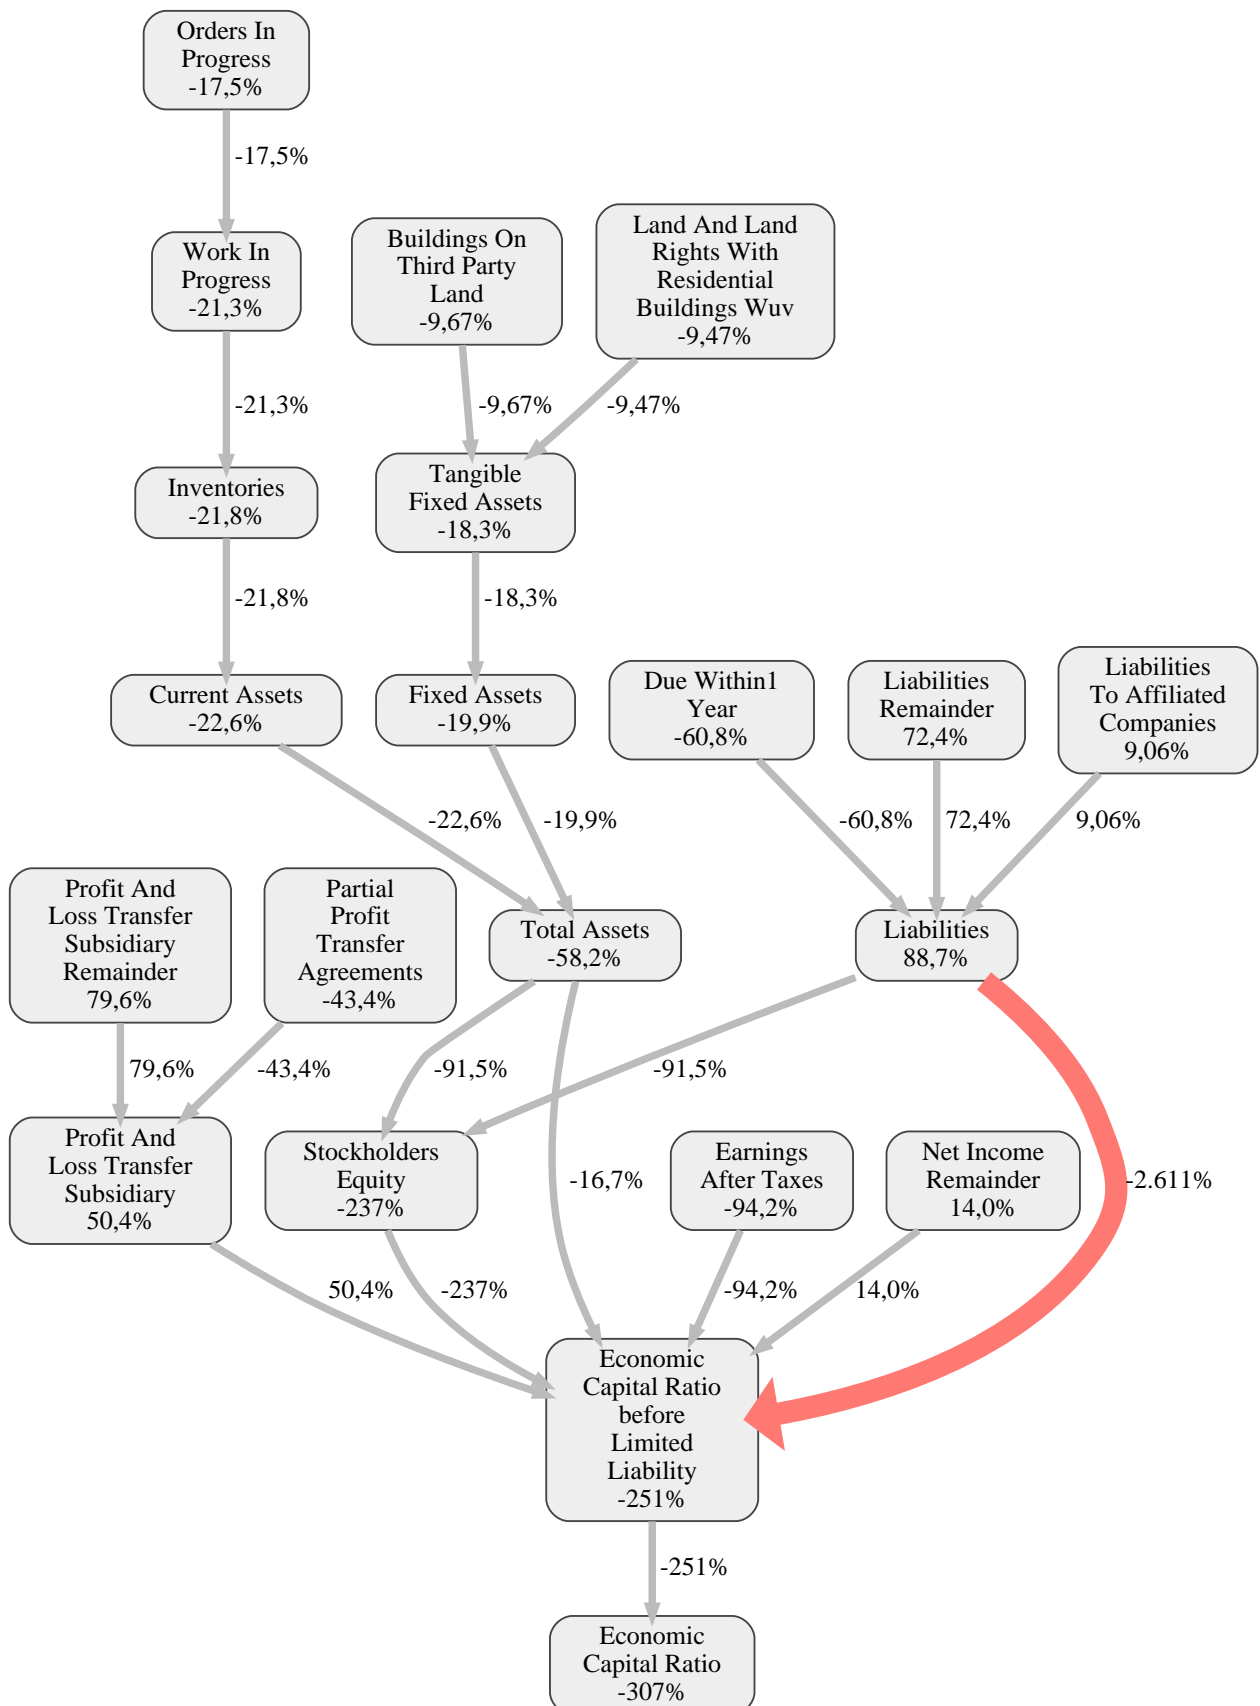 Orders In
Progress
-17,5%
-17,5%
Work In
Progress
-21,3%
Buildings On
Third Party
Land
-9,67%
Land And Land
Rights With
Residential
Buildings Wuv
-9,47%
-21,3%
-9,67%
-9,47%
Inventories
-21,8%
Tangible
Fixed Assets
-18,3%
-21,8%
-18,3%
Current Assets
-22,6%
Fixed Assets
-19,9%
Due Within1
Year
-60,8%
Liabilities
Remainder
72,4%
Liabilities
To Affiliated
Companies
9,06%
-22,6%
-19,9%
-60,8%
72,4%
9,06%
Profit And
Loss Transfer
Subsidiary
Remainder
79,6%
Partial
Profit
Transfer
Agreements
-43,4%
Total Assets
-58,2%
Liabilities
88,7%
79,6%
-43,4%
-91,5%
-91,5%
Profit And
Loss Transfer
Subsidiary
50,4%
Stockholders
Equity
-237%
-16,7%
Earnings
After Taxes
-94,2%
Net Income
Remainder
14,0%
-2.611%
50,4%
-237%
-94,2%
14,0%
Economic
Capital Ratio
before
Limited
Liability
-251%
-251%
Economic
Capital Ratio
-307%